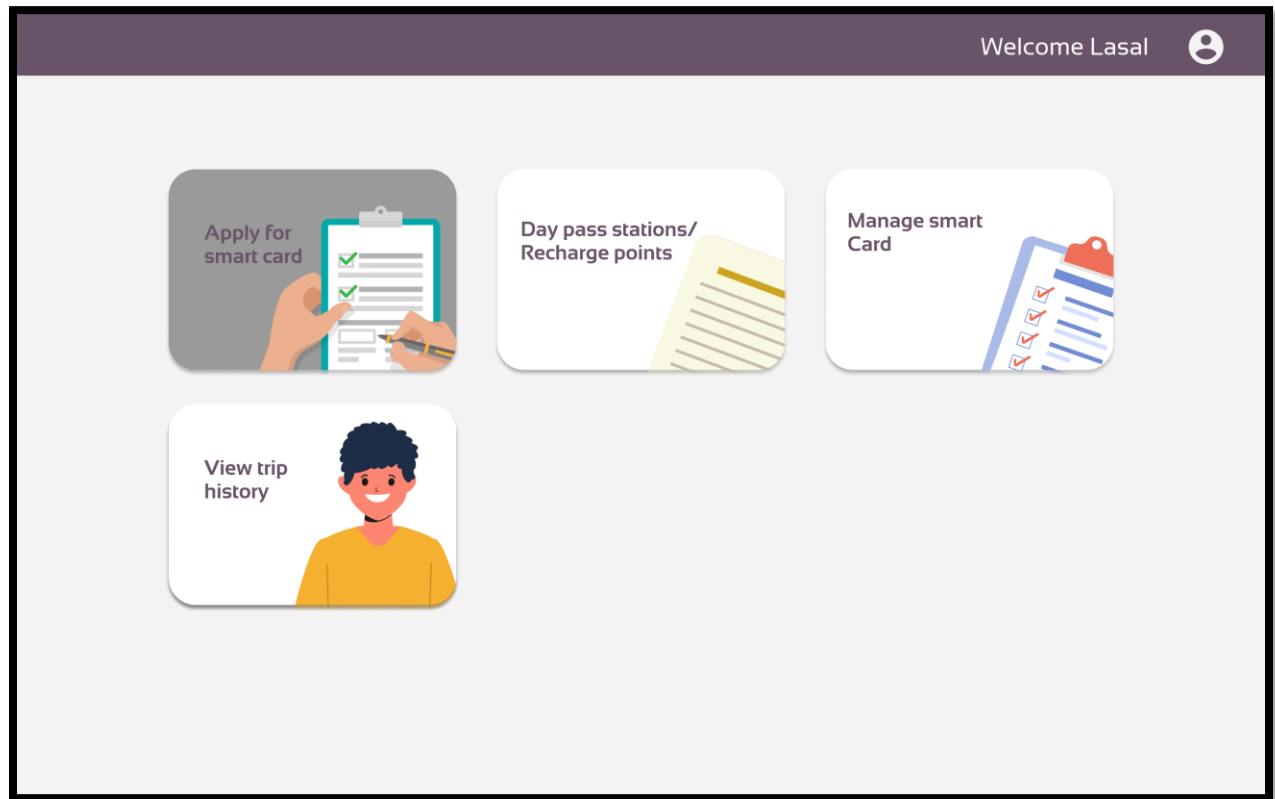 Welcome Lasal
Apply for
smart card
Day pass stations/
Recharge points
Manage smart
Card
View trip
history